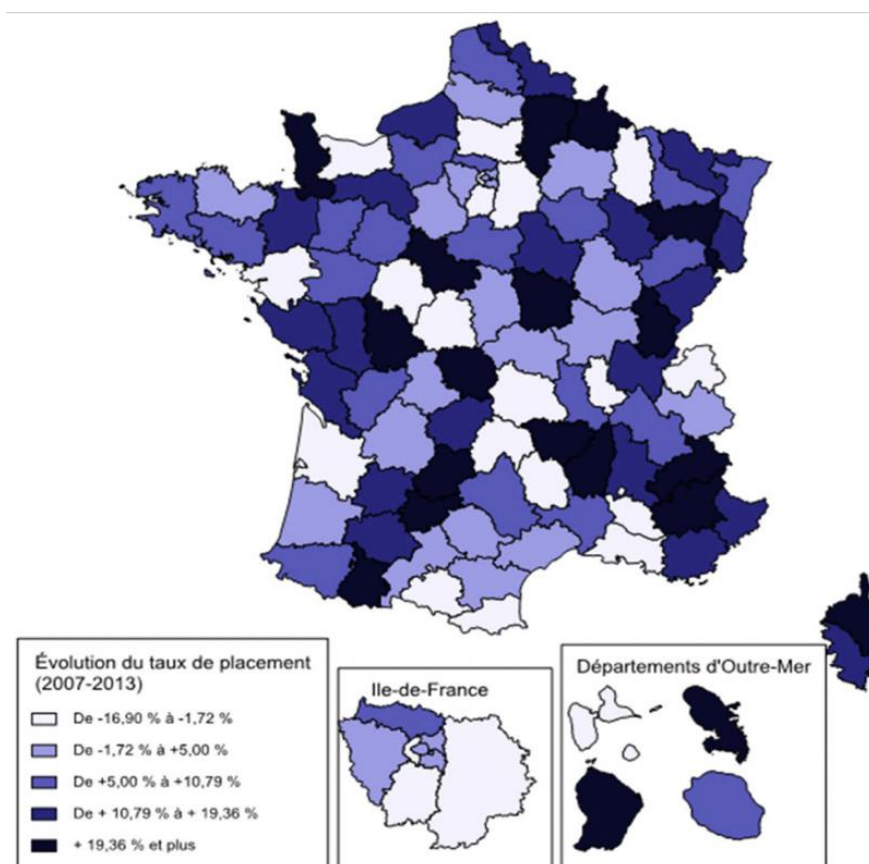 Évolution du taux de placement
(2007-2013)
De -16,90 % à -1,72 %
De -1,72 % à +5,00 %
De +5,00 % à +10,79 %
De + 10,79 % à + 19,36 %
+ 19,36 % et plus
Ile-de-France
Départements d'Outre-Mer